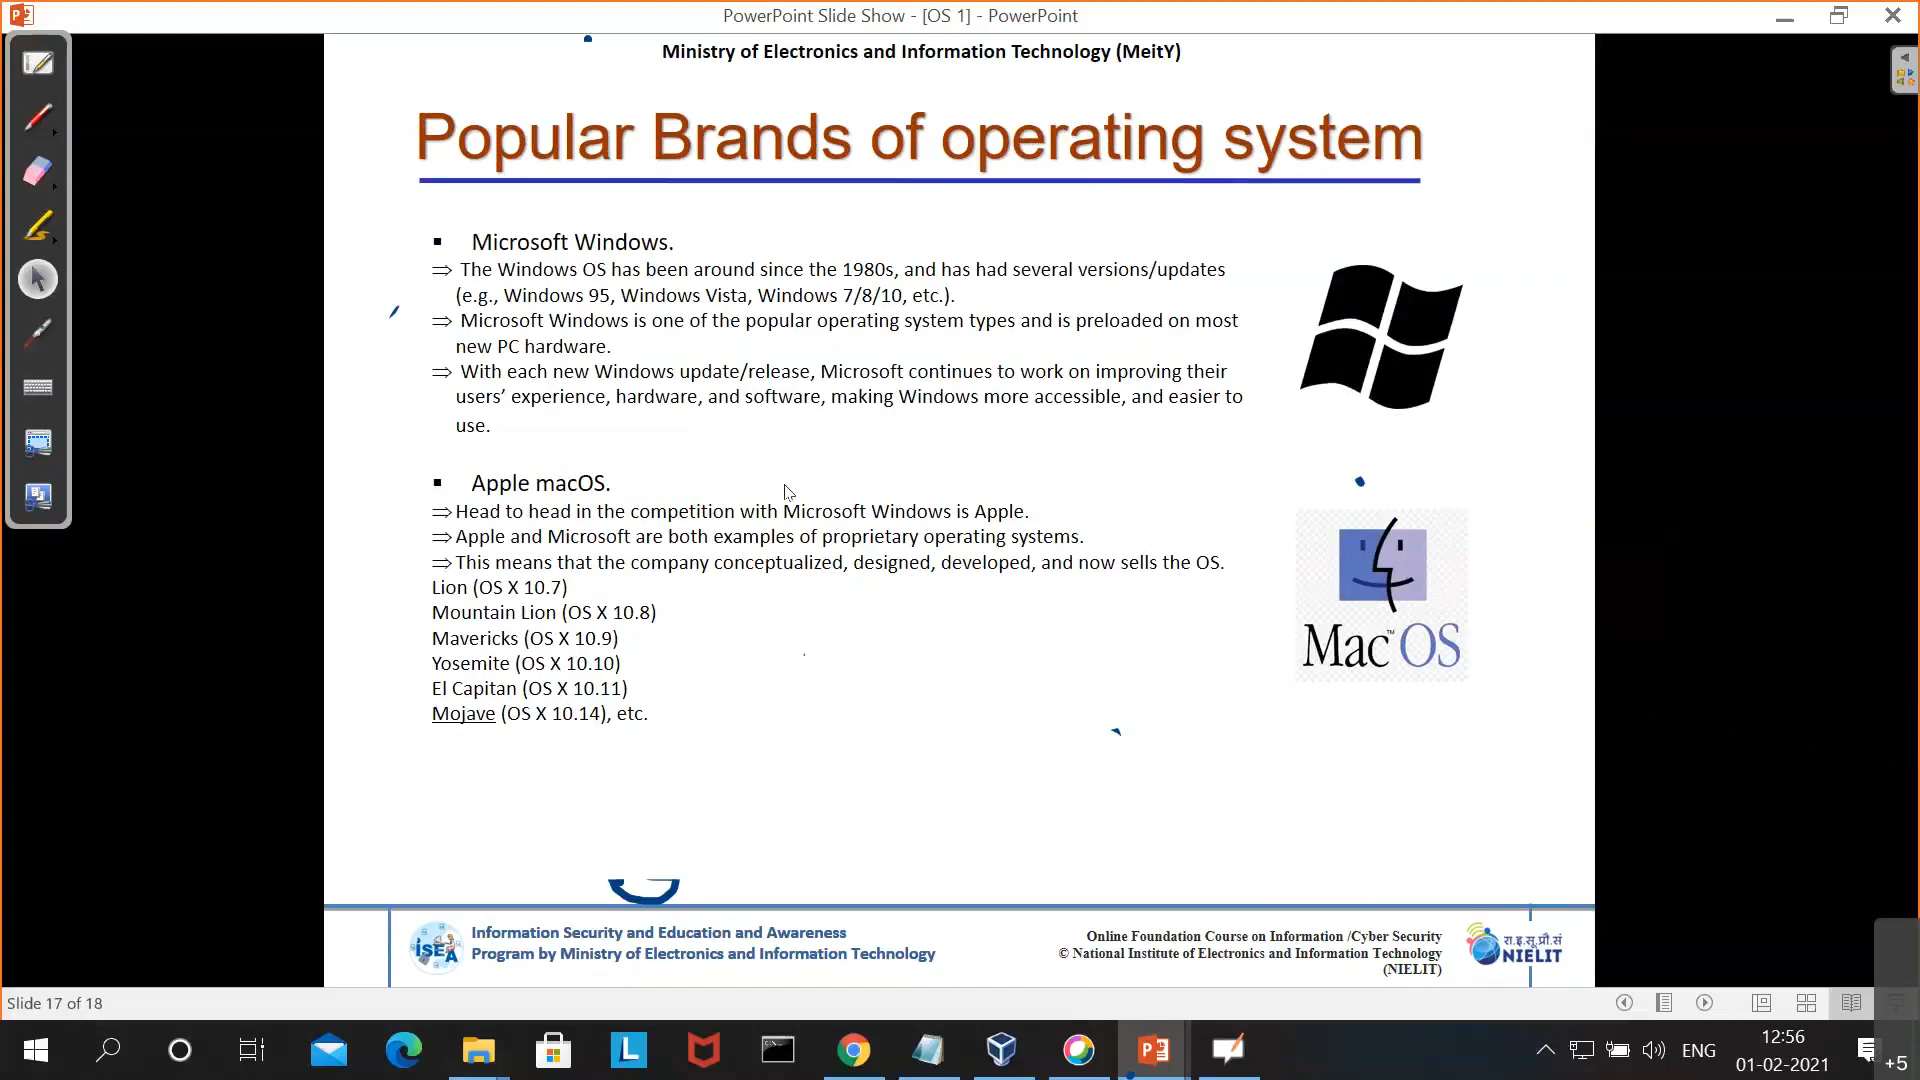 PowerPoint Slide Show - [OS 1] - PowerPoint
Ministry of Electronics and Information Technology (MeitY)
Popular Brands of operating system
▪ Microsoft Windows.
⇒ The Windows OS has been around since the 1980s, and has had several versions/updates
(e.g., Windows 95, Windows Vista, Windows 7/8/10, etc.).
⇒ Microsoft Windows is one of the popular operating system types and is preloaded on most
new PC hardware.
⇒ With each new Windows update/release, Microsoft continues to work on improving their
users’ experience, hardware, and software, making Windows more accessible, and easier to
use.
▪ Apple macOS.
⇒Head to head in the competition with Microsoft Windows is Apple.
⇒Apple and Microsoft are both examples of proprietary operating systems.
⇒This means that the company conceptualized, designed, developed, and now sells the OS.
Lion (OS X 10.7)
Mountain Lion (OS X 10.8)
Mavericks (OS X 10.9)
Yosemite (OS X 10.10)
El Capitan (OS X 10.11)
Mojave (OS X 10.14), etc.
Mac™OS
ISEA
Information Security and Education and Awareness
Program by Ministry of Electronics and Information Technology
Online Foundation Course on Information /Cyber Security
© National Institute of Electronics and Information Technology
(NIELIT)
रा.इ.सू.प्रौ.सं
NIELIT
Slide 17 of 18
ENG
12:56
01-02-2021
+5